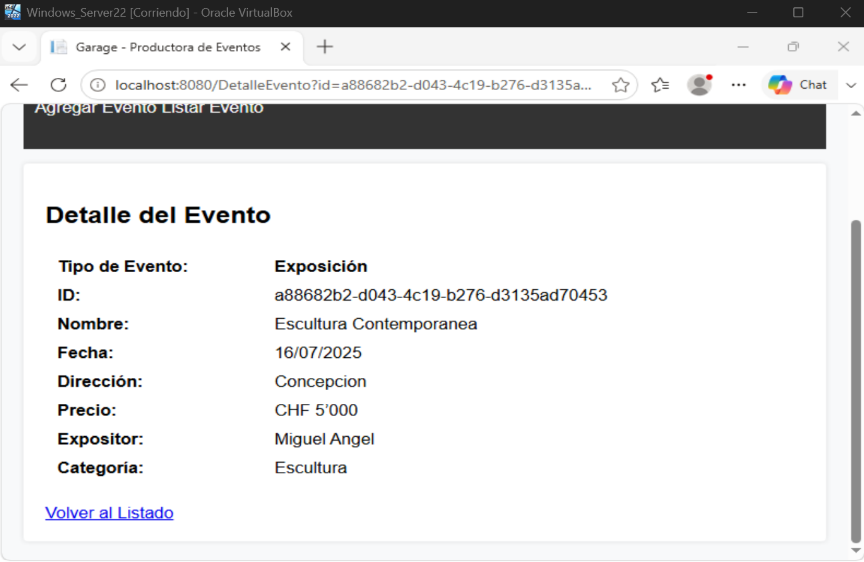 Windows_Server22 [Corriendo] - Oracle VirtualBox
Garage - Productora de Eventos
localhost:8080/DetalleEvento?id=a88682b2-d043-4c19-b276-d3135a...
Chat
Agregar Evento Listar Evento
Detalle del Evento
Tipo de Evento: Exposición
ID: a88682b2-d043-4c19-b276-d3135ad70453
Nombre: Escultura Contemporanea
Fecha: 16/07/2025
Dirección: Concepcion
Precio: CHF 5’000
Expositor: Miguel Angel
Categoría: Escultura
Volver al Listado